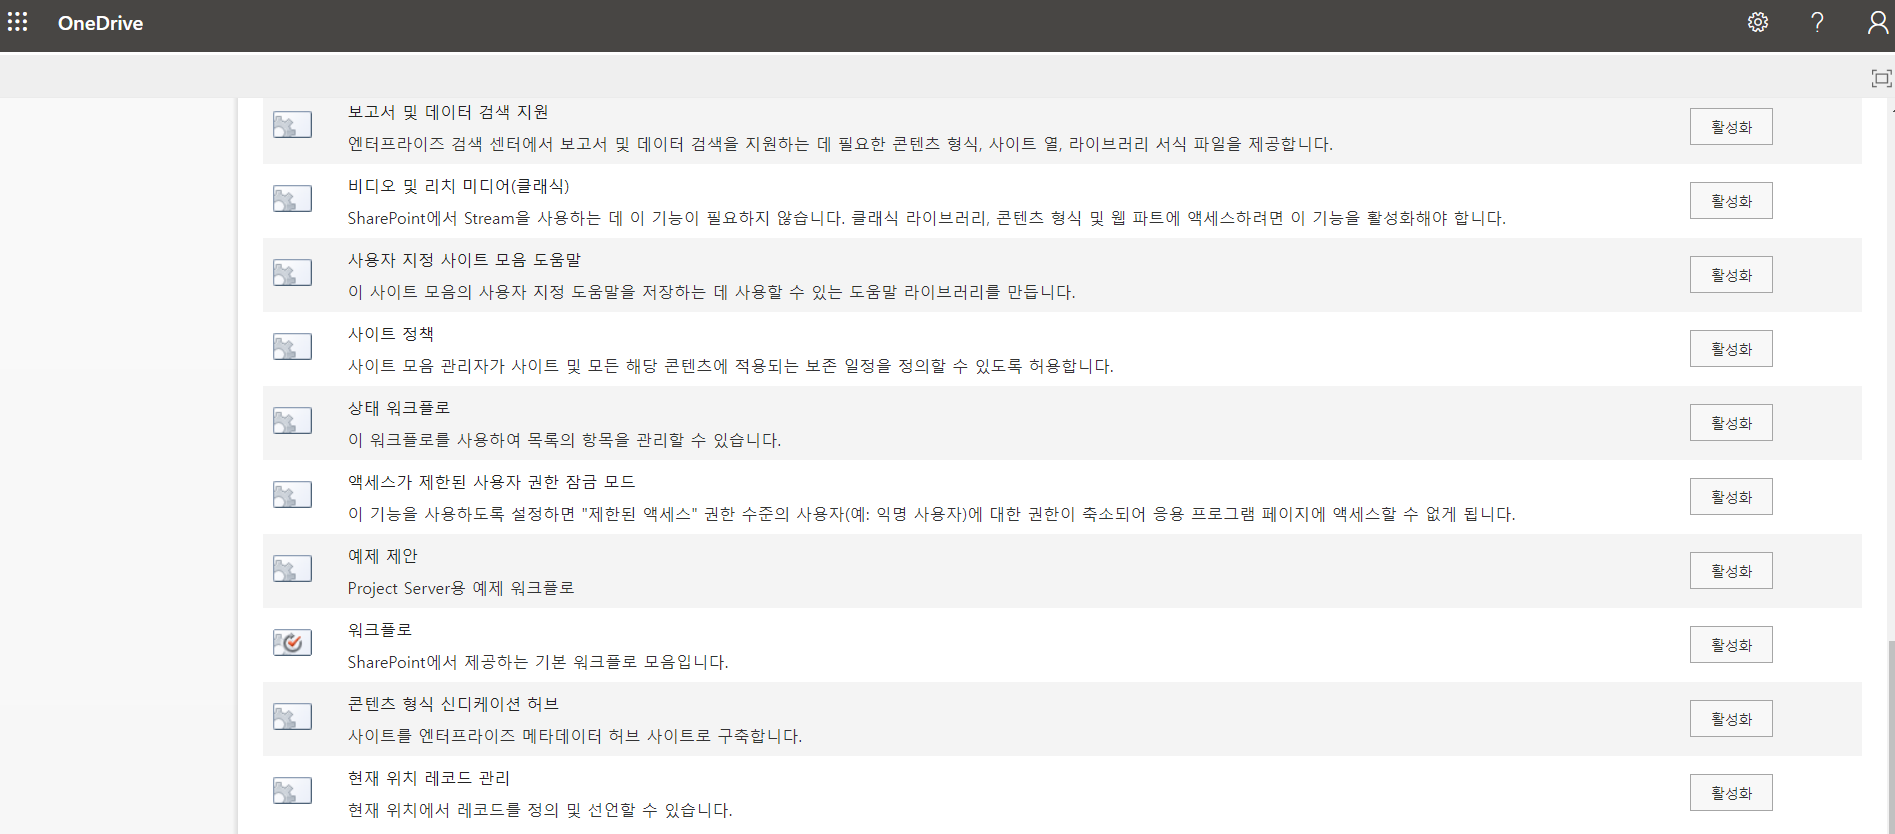 OneDrive
보고서 및 데이터 검색 지원
엔터프라이즈 검색 센터에서 보고서 및 데이터 검색을 지원하는 데 필요한 콘텐츠 형식, 사이트 열, 라이브러리 서식 파일을 제공합니다.
활성화
비디오 및 리치 미디어(클래식)
SharePoint에서 Stream을 사용하는 데 이 기능이 필요하지 않습니다. 클래식 라이브러리, 콘텐츠 형식 및 웹 파트에 액세스하려면 이 기능을 활성화해야 합니다.
활성화
사용자 지정 사이트 모음 도움말
이 사이트 모음의 사용자 지정 도움말을 저장하는 데 사용할 수 있는 도움말 라이브러리를 만듭니다.
활성화
사이트 정책
사이트 모음 관리자가 사이트 및 모든 해당 콘텐츠에 적용되는 보존 일정을 정의할 수 있도록 허용합니다.
활성화
상태 워크플로
이 워크플로를 사용하여 목록의 항목을 관리할 수 있습니다.
활성화
액세스가 제한된 사용자 권한 잠금 모드
이 기능을 사용하도록 설정하면 "제한된 액세스" 권한 수준의 사용자(예: 익명 사용자)에 대한 권한이 축소되어 응용 프로그램 페이지에 액세스할 수 없게 됩니다.
활성화
예제 제안
Project Server용 예제 워크플로
활성화
워크플로
SharePoint에서 제공하는 기본 워크플로 모음입니다.
활성화
콘텐츠 형식 신디케이션 허브
사이트를 엔터프라이즈 메타데이터 허브 사이트로 구축합니다.
활성화
현재 위치 레코드 관리
현재 위치에서 레코드를 정의 및 선언할 수 있습니다.
활성화